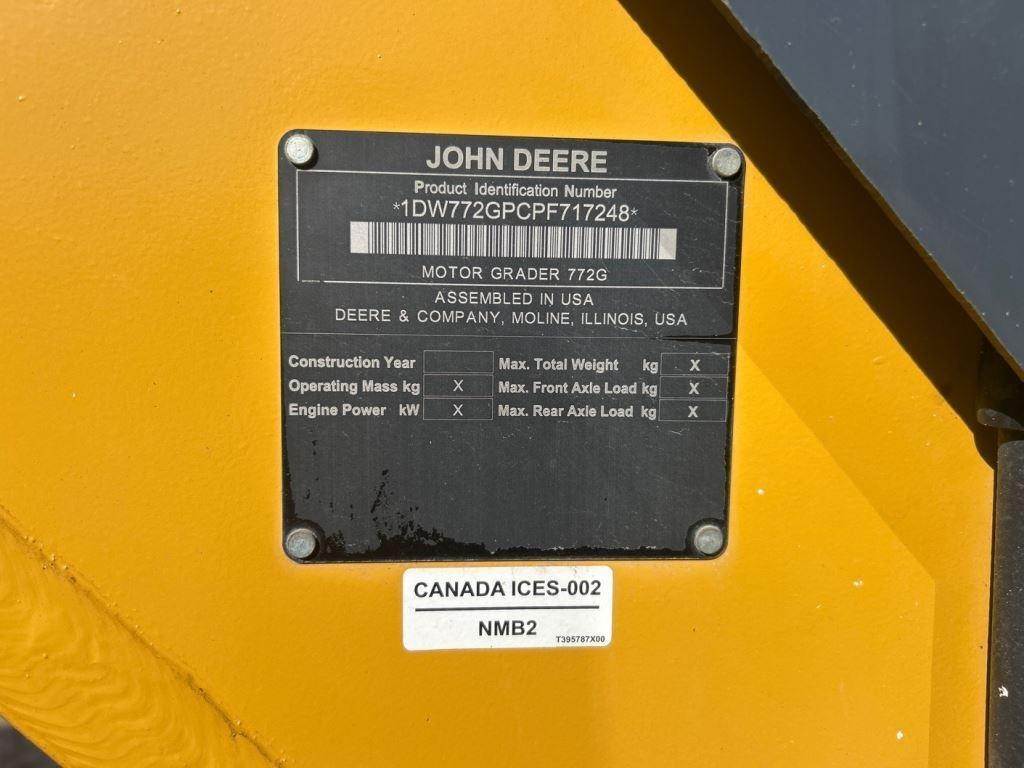 JOHN DEERE
Product Identification Number
*1DW772GPCPF717248*
MOTOR GRADER 772G
ASSEMBLED IN USA
DEERE & COMPANY, MOLINE, ILLINOIS, USA
Construction Year Max. Total Weight kg X
Operating Mass kg X Max. Front Axle Load kg X
Engine Power kW X Max. Rear Axle Load kg X
CANADA ICES-002
NMB2
T395787X00